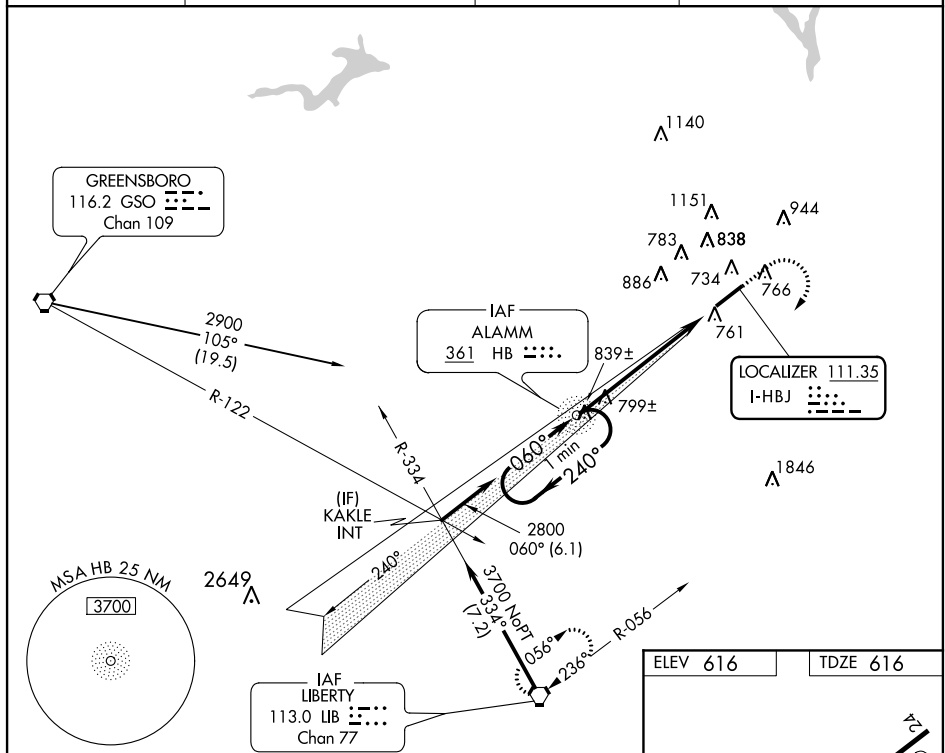 1140
GREENSBORO
116.2 GSO
Chan 109
1151
944
783
838
886
734
766
2900
105°
(19.5)
IAF
ALAMM
361 HB
839±
761
LOCALIZER 111.35
I-HBJ
R-122
799±
R-334
060°
1 min
240°
1846
(IF)
KAKLE
INT
2800
060° (6.1)
240°
MSA HB 25 NM
3700
2649
3700 NoPT
334°
(7.2)
056°
236°
R-056
IAF
LIBERTY
113.0 LIB
Chan 77
ELEV 616
TDZE 616
24